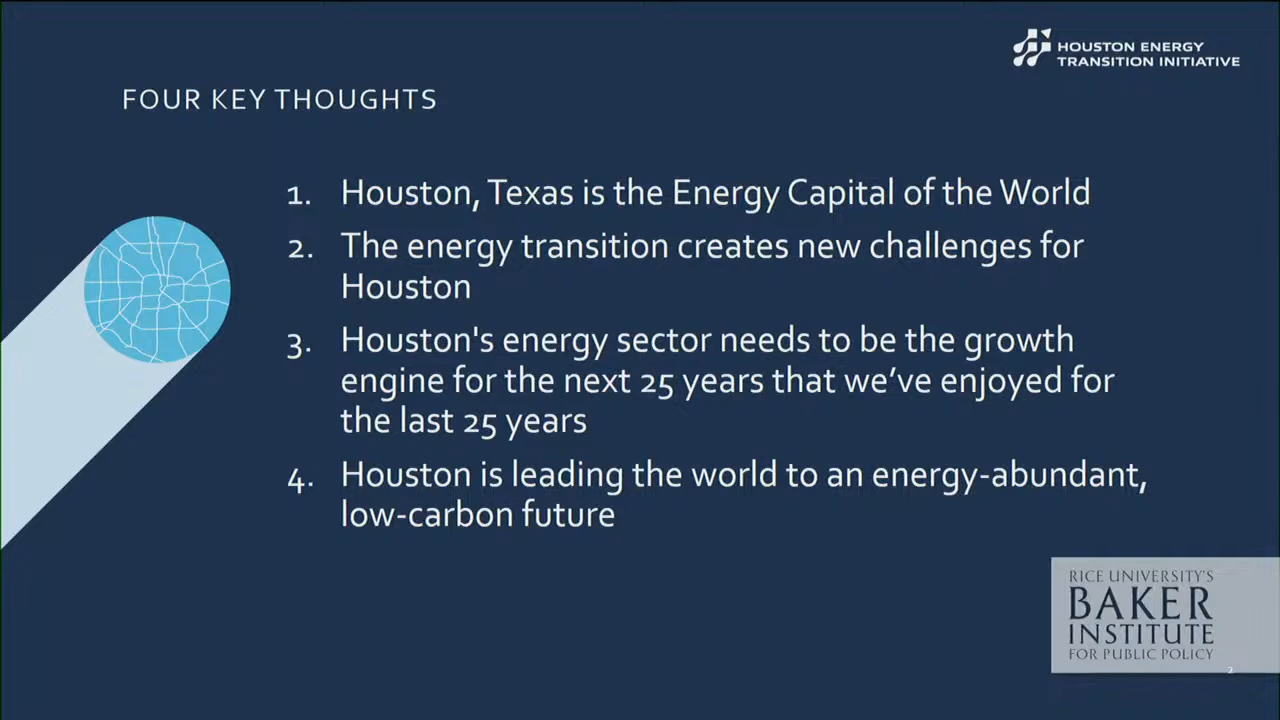 HOUSTON ENERGY
TRANSITION INITIATIVE
FOUR KEY THOUGHTS
1. Houston, Texas is the Energy Capital of the World
2. The energy transition creates new challenges for
Houston
3. Houston's energy sector needs to be the growth
engine for the next 25 years that we’ve enjoyed for
the last 25 years
4. Houston is leading the world to an energy-abundant,
low-carbon future
RICE UNIVERSITY'S
BAKER
INSTITUTE
FOR PUBLIC POLICY
2